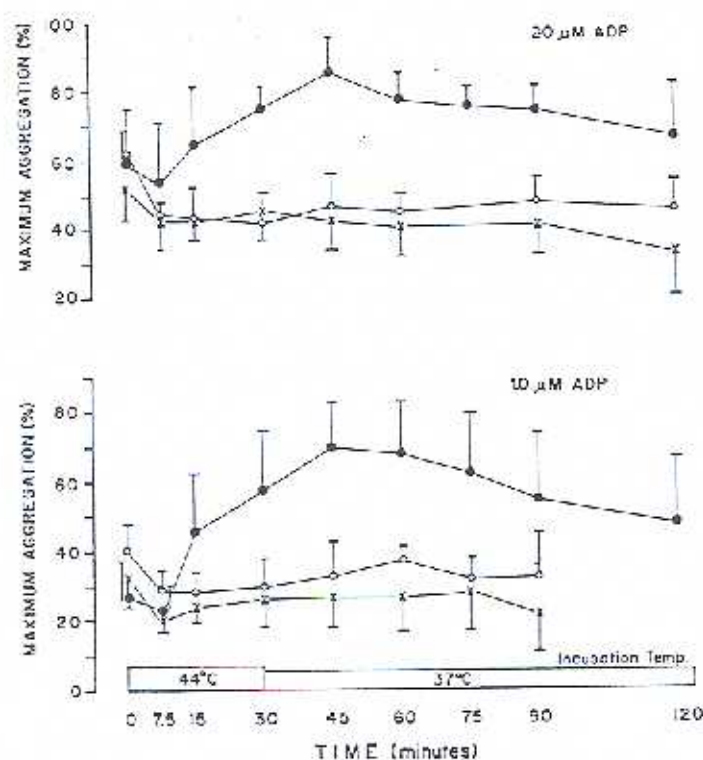 MAXIMUM AGGREGATION (%)
00
80
60
40
20
20 μM ADP
MAXIMUM AGGREGATION (%)
80
60
40
20
0
10 μM ADP
Incubation Temp.
44°C
37°C
0 7.5 15 30 45 60 75 90 120
TIME (minutes)